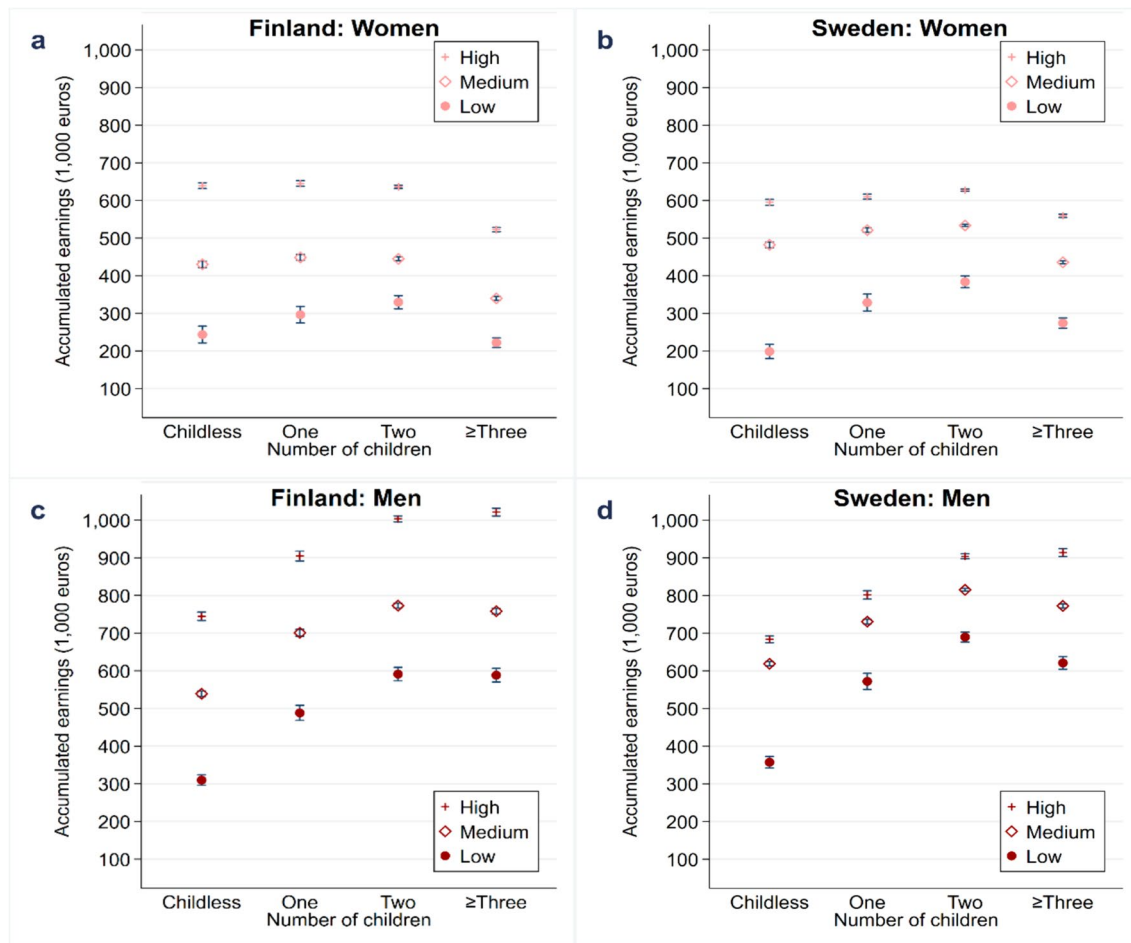 a
Finland: Women
High
Medium
Low
Accumulated earnings (1,000 euros)
1,000
900
800
700
600
500
400
300
200
100
Childless One Two ≥Three
Number of children
b
Sweden: Women
High
Medium
Low
Accumulated earnings (1,000 euros)
1,000
900
800
700
600
500
400
300
200
100
Childless One Two ≥Three
Number of children
c
Finland: Men
Accumulated earnings (1,000 euros)
1,000
900
800
700
600
500
400
300
200
100
High
Medium
Low
Childless One Two ≥Three
Number of children
d
Sweden: Men
Accumulated earnings (1,000 euros)
1,000
900
800
700
600
500
400
300
200
100
High
Medium
Low
Childless One Two ≥Three
Number of children